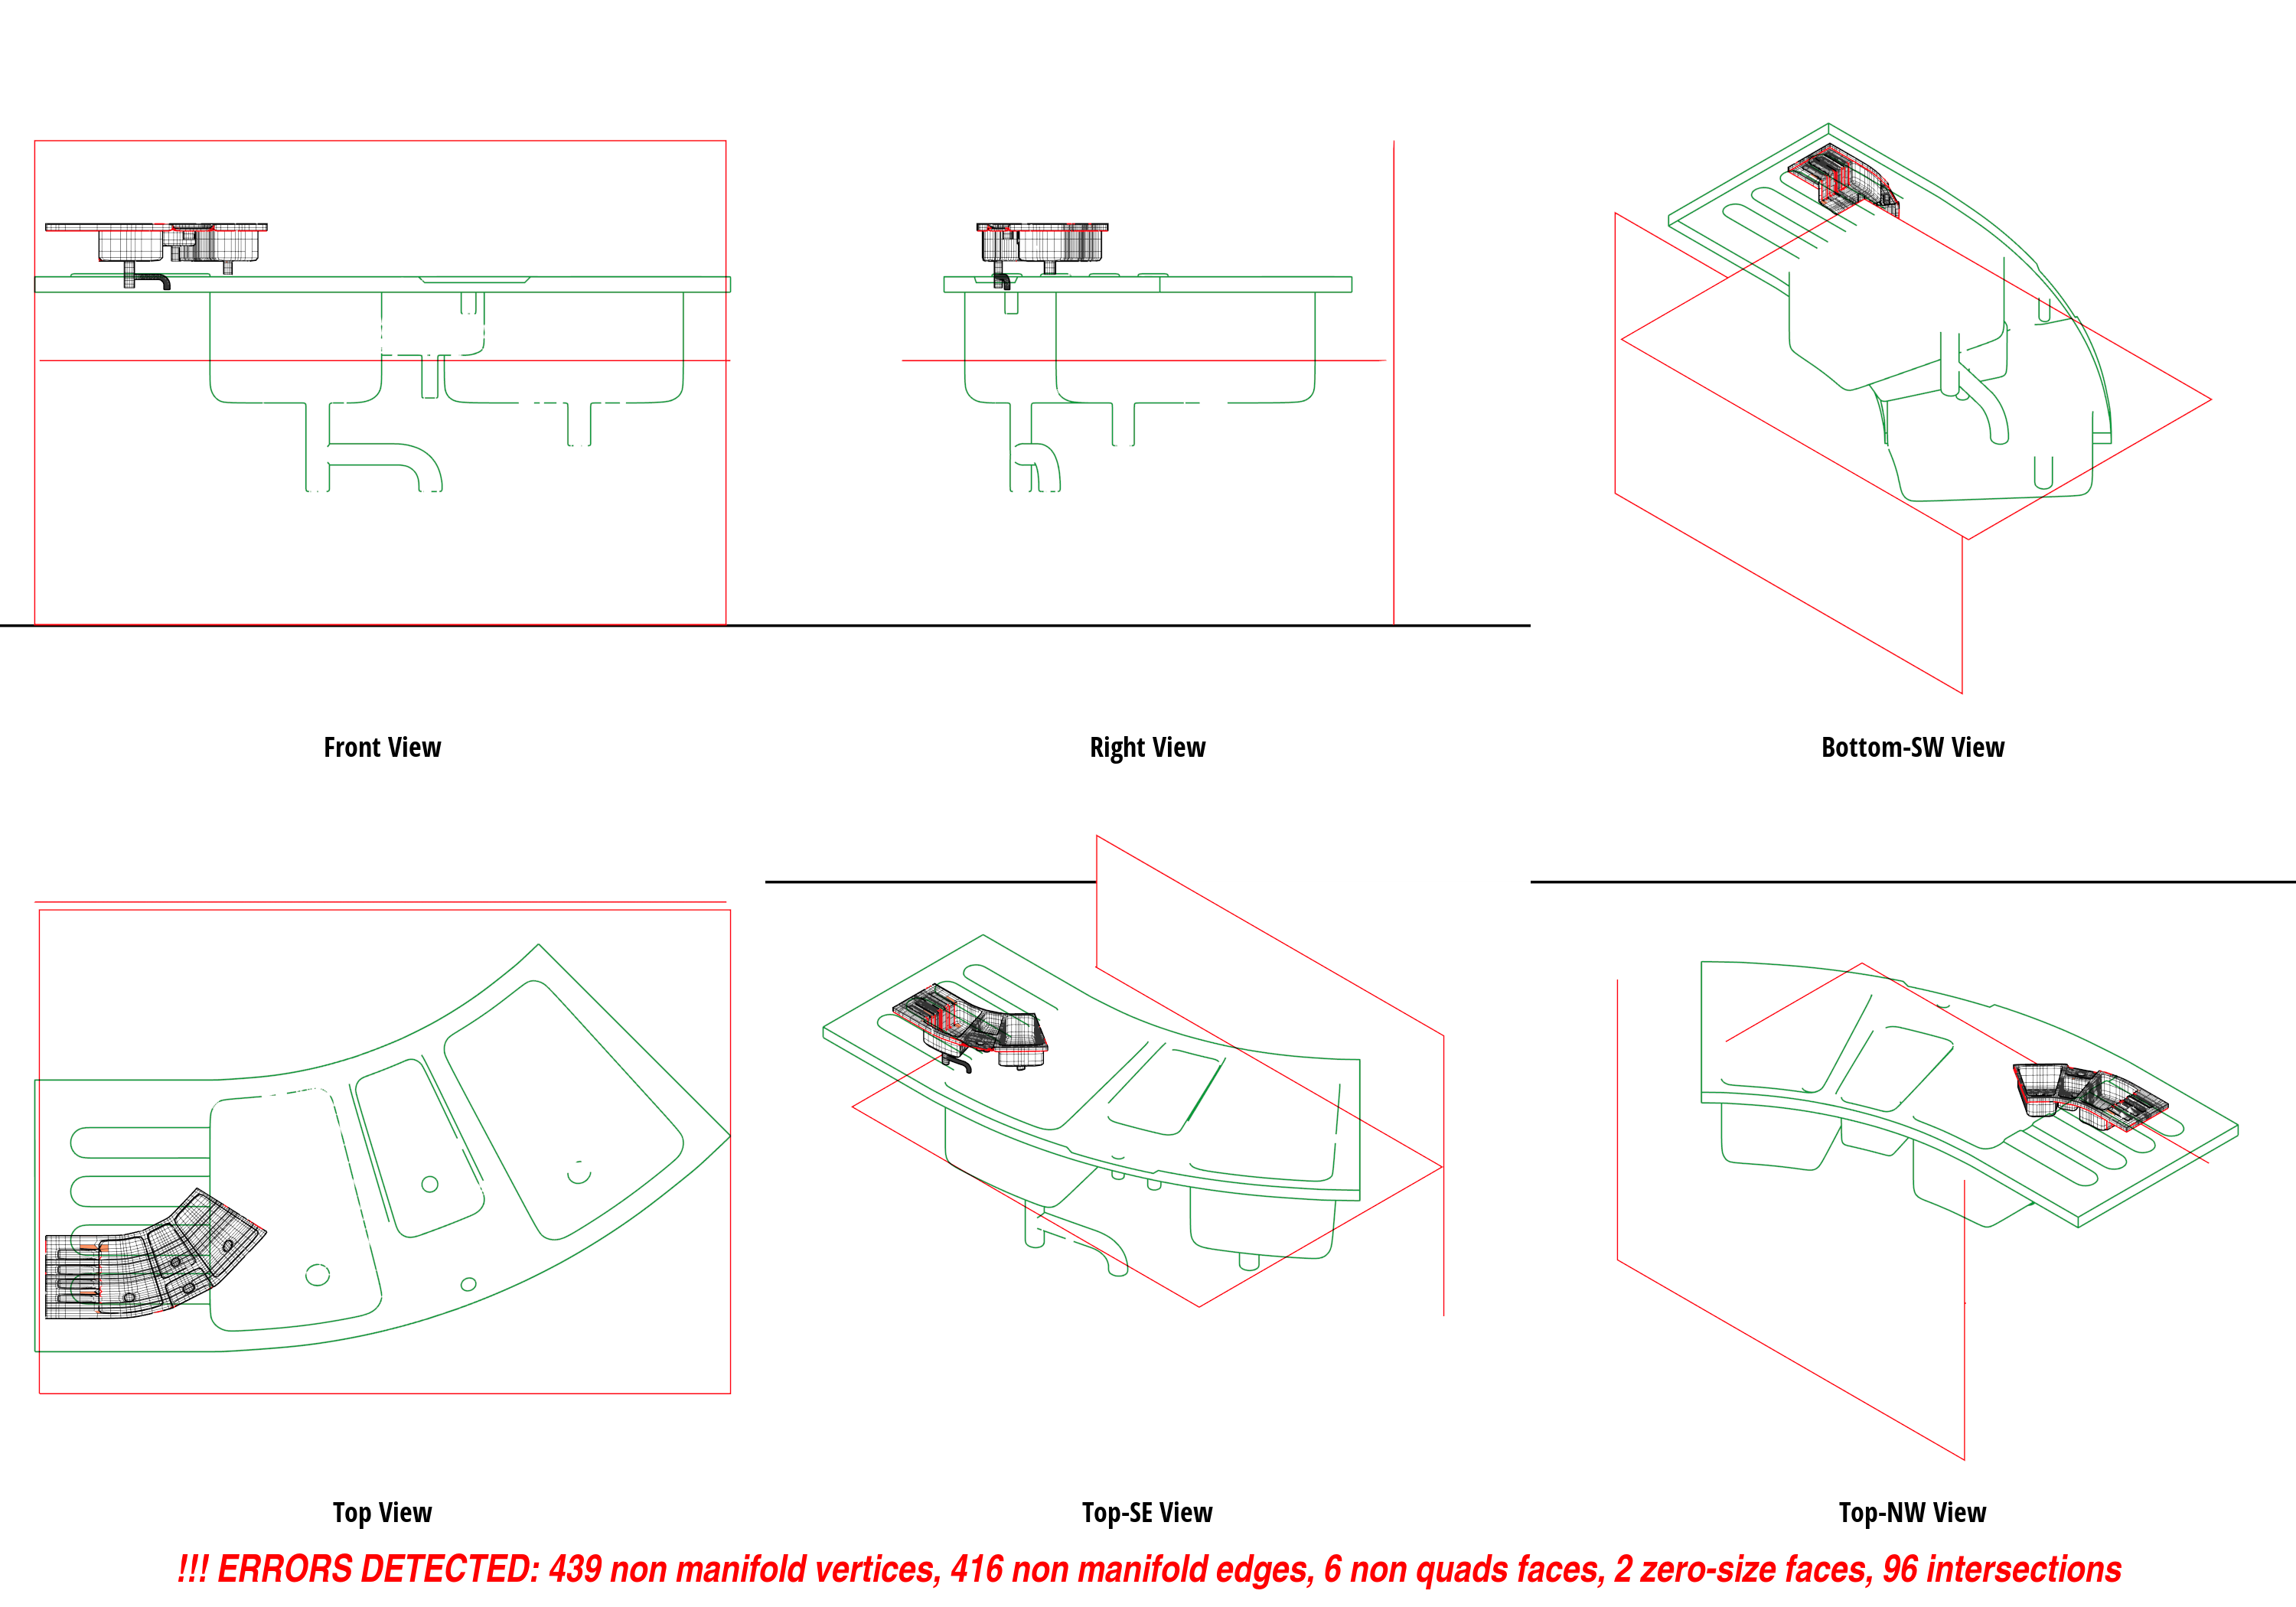 Front View
Right View
Bottom-SW View
Top View
Top-SE View
Top-NW View
!!! ERRORS DETECTED: 439 non manifold vertices, 416 non manifold edges, 6 non quads faces, 2 zero-size faces, 96 intersections